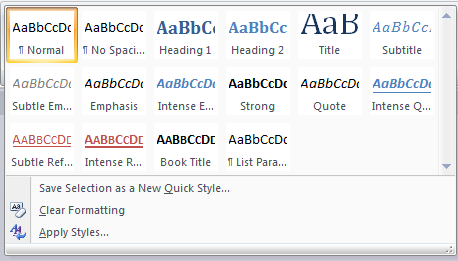 AaBbCcDc AaBbCcDc AaBbC AaBbCc AaB AaBbCc.
¶ Normal ¶ No Spaci... Heading 1 Heading 2 Title Subtitle
AaBbCcDc AaBbCcDc AaBbCcDc AaBbCcDc AaBbCcDc AaBbCcDc
Subtle Em... Emphasis Intense E... Strong Quote Intense Q...
AaBbCcDc AaBbCcDc AaBbCcDc AaBbCcDc
Subtle Ref... Intense R... Book Title ¶ List Para...
Save Selection as a New Quick Style...
Clear Formatting
Apply Styles...